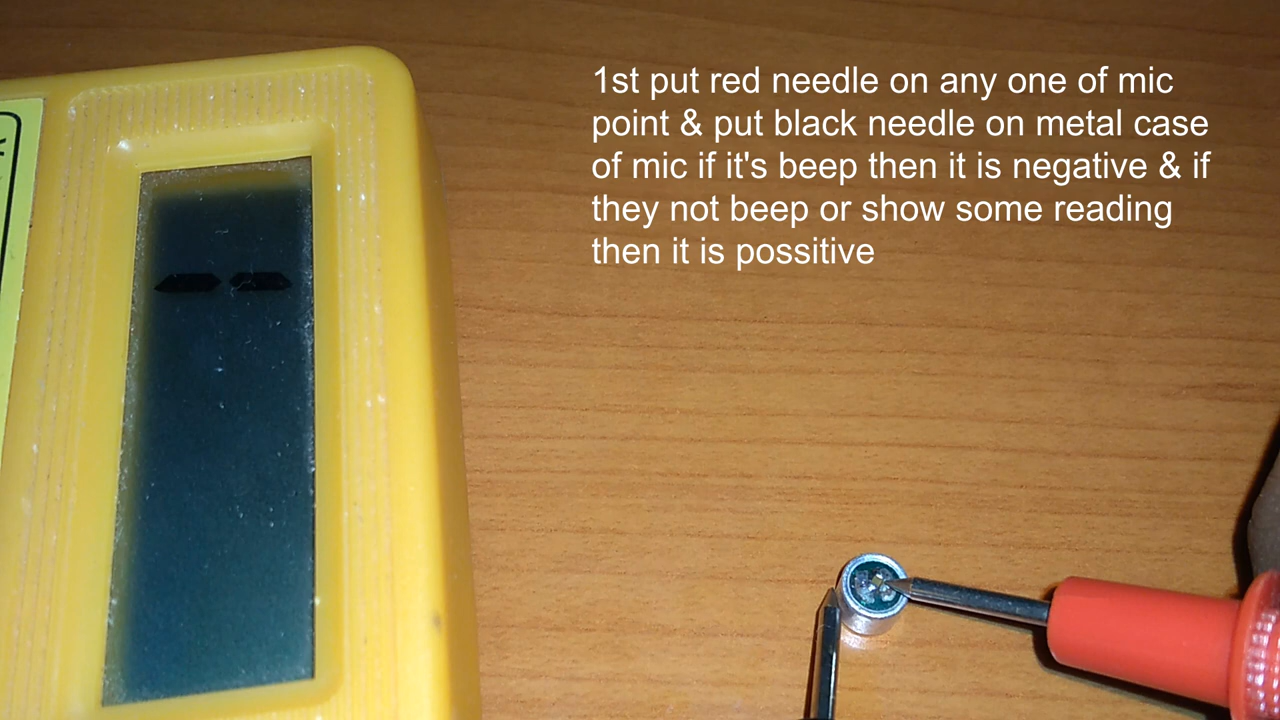 1st put red needle on any one of mic
point & put black needle on metal case
of mic if it's beep then it is negative & if
they not beep or show some reading
then it is possitive